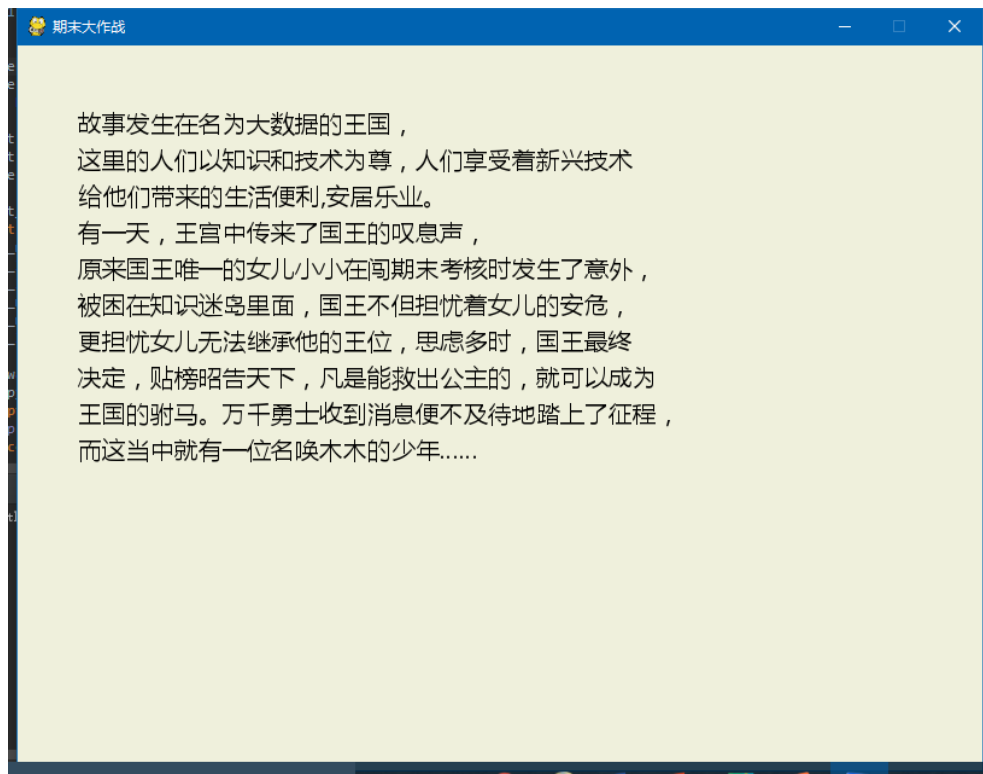 期末大作战
故事发生在名为大数据的王国，
这里的人们以知识和技术为尊，人们享受着新兴技术
给他们带来的生活便利,安居乐业。
有一天，王宫中传来了国王的叹息声，
原来国王唯一的女儿小小在闯期末考核时发生了意外，
被困在知识迷岛里面，国王不但担忧着女儿的安危，
更担忧女儿无法继承他的王位，思虑多时，国王最终
决定，贴榜昭告天下，凡是能救出公主的，就可以成为
王国的驸马。万千勇士收到消息便不及待地踏上了征程，
而这当中就有一位名唤木木的少年......